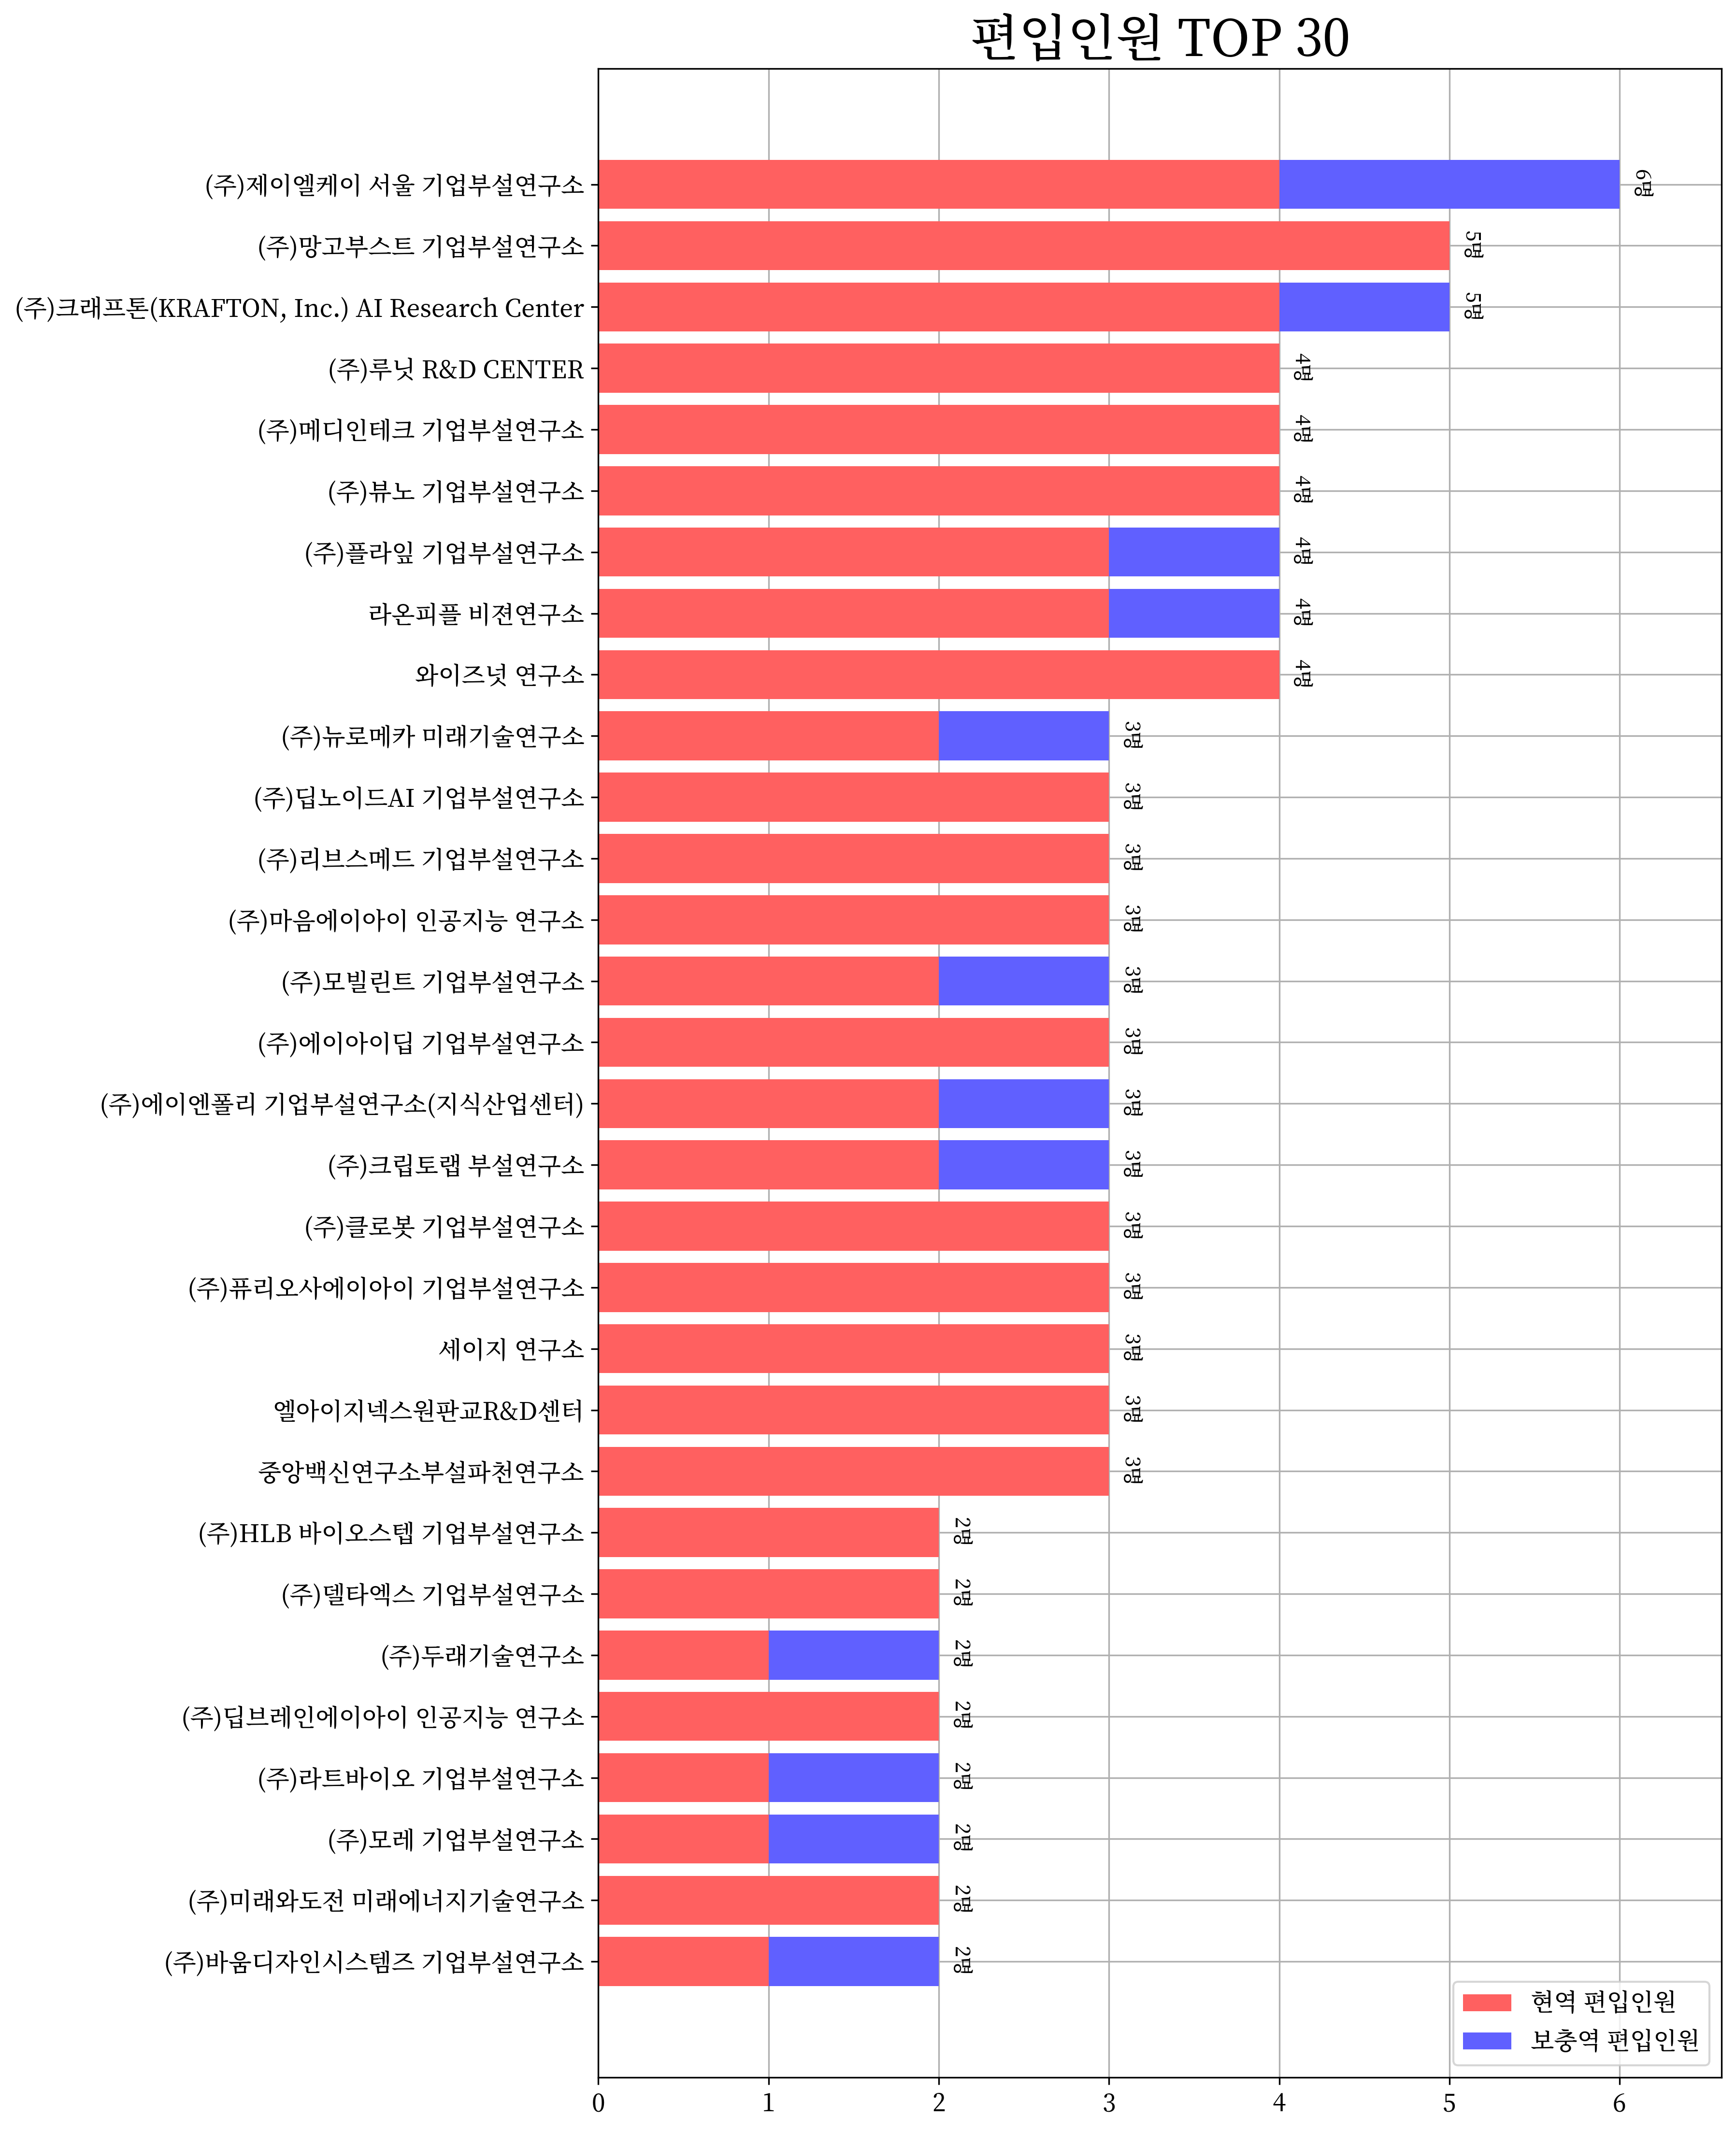 편입인원 TOP 30
(주)제이엘케이 서울 기업부설연구소 6명
(주)망고부스트 기업부설연구소 5명
(주)크래프톤(KRAFTON, Inc.) AI Research Center 5명
(주)루닛 R&D CENTER 4명
(주)메디인테크 기업부설연구소 4명
(주)뷰노 기업부설연구소 4명
(주)플라잎 기업부설연구소 4명
라온피플 비젼연구소 4명
와이즈넛 연구소 4명
(주)뉴로메카 미래기술연구소 3명
(주)딥노이드AI 기업부설연구소 3명
(주)리브스메드 기업부설연구소 3명
(주)마음에이아이 인공지능 연구소 3명
(주)모빌린트 기업부설연구소 3명
(주)에이아이딥 기업부설연구소 3명
(주)에이엔폴리 기업부설연구소(지식산업센터) 3명
(주)크립토랩 부설연구소 3명
(주)클로봇 기업부설연구소 3명
(주)퓨리오사에이아이 기업부설연구소 3명
세이지 연구소 3명
엘아이지넥스원판교R&D센터 3명
중앙백신연구소부설파천연구소 3명
(주)HLB 바이오스텝 기업부설연구소 2명
(주)델타엑스 기업부설연구소 2명
(주)두래기술연구소 2명
(주)딥브레인에이아이 인공지능 연구소 2명
(주)라트바이오 기업부설연구소 2명
(주)모레 기업부설연구소 2명
(주)미래와도전 미래에너지기술연구소 2명
(주)바움디자인시스템즈 기업부설연구소 2명
현역 편입인원
보충역 편입인원
0 1 2 3 4 5 6